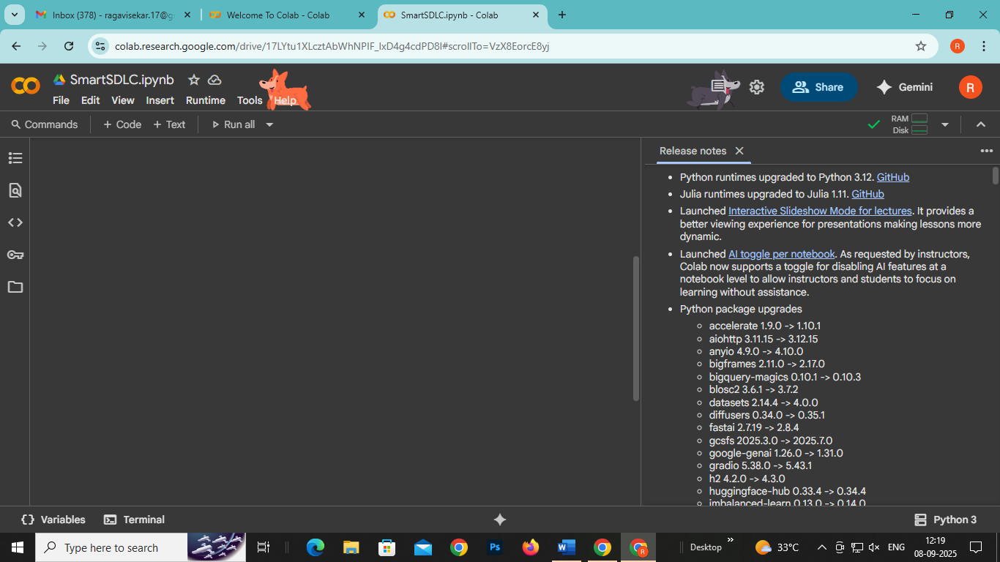 Inbox (378) - ragavisekar.17@g
Welcome To Colab - Colab
SmartSDLC.ipynb - Colab
colab.research.google.com/drive/17LYtu1XLcztAbWhNPIF_IxD4g4cdPD8I#scrollTo=VzX8EorcE8yj
R
SmartSDLC.ipynb
File Edit View Insert Runtime Tools Help
Share
Gemini
R
Commands + Code + Text Run all
RAM
Disk
Release notes
Python runtimes upgraded to Python 3.12. GitHub
Julia runtimes upgraded to Julia 1.11. GitHub
Launched Interactive Slideshow Mode for lectures. It provides a
better viewing experience for presentations making lessons more
dynamic.
Launched AI toggle per notebook. As requested by instructors,
Colab now supports a toggle for disabling AI features at a
notebook level to allow instructors and students to focus on
learning without assistance.
Python package upgrades
accelerate 1.9.0 -> 1.10.1
aiohttp 3.11.15 -> 3.12.15
anyio 4.9.0 -> 4.10.0
bigframes 2.11.0 -> 2.17.0
bigquery-magics 0.10.1 -> 0.10.3
blosc2 3.6.1 -> 3.7.2
datasets 2.14.4 -> 4.0.0
diffusers 0.34.0 -> 0.35.1
fastai 2.7.19 -> 2.8.4
gcsfs 2025.3.0 -> 2025.7.0
google-genai 1.26.0 -> 1.31.0
gradio 5.38.0 -> 5.43.1
h2 4.2.0 -> 4.3.0
huggingface-hub 0.33.4 -> 0.34.4
imbalanced-learn 0.13.0 -> 0.14.0
Variables Terminal
Python 3
Type here to search
Ps
W
R
Desktop
33°C
ENG
12:19
08-09-2025